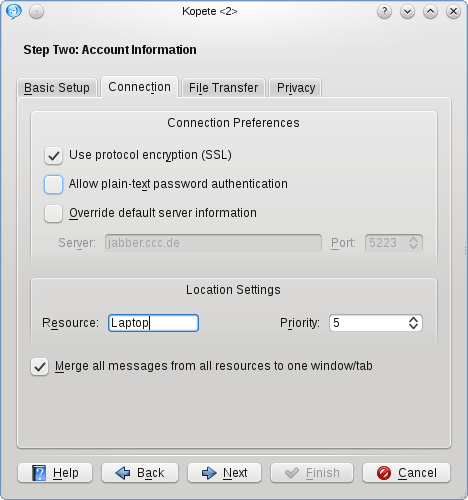 Kopete <2>
Step Two: Account Information
Basic Setup Connection File Transfer Privacy
Connection Preferences
Use protocol encryption (SSL)
Allow plain-text password authentication
Override default server information
Server: jabber.ccc.de Port: 5223
Location Settings
Resource: Laptop Priority: 5
Merge all messages from all resources to one window/tab
Help Back Next Finish Cancel